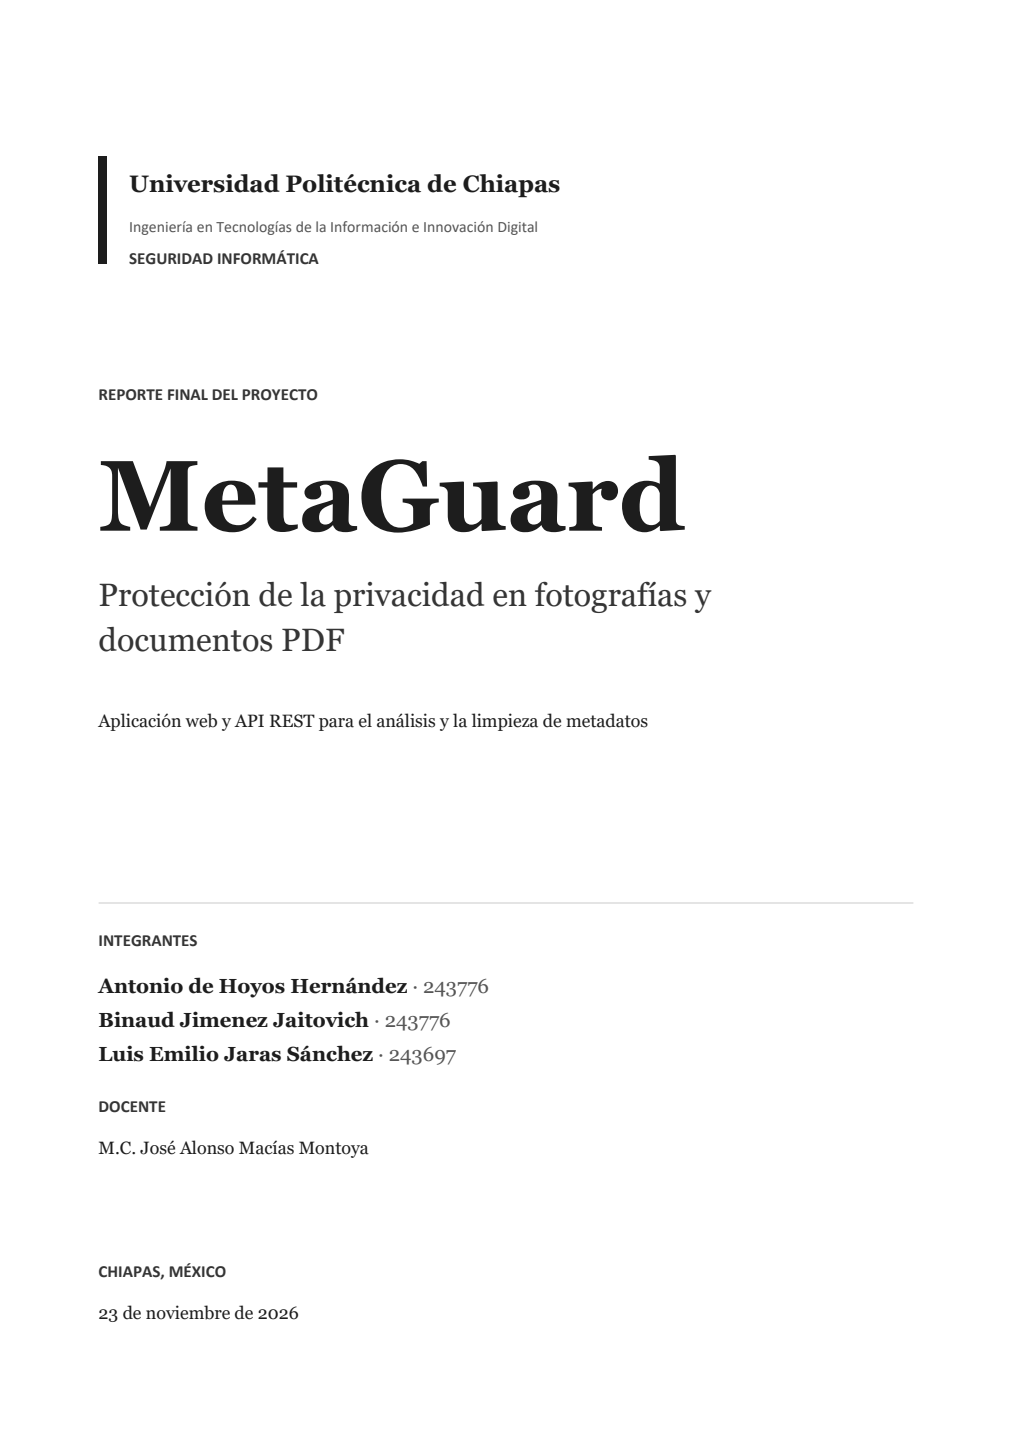 Universidad Politécnica de Chiapas
Ingeniería en Tecnologías de la Información e Innovación Digital
SEGURIDAD INFORMÁTICA
REPORTE FINAL DEL PROYECTO
MetaGuard
Protección de la privacidad en fotografías y
documentos PDF
Aplicación web y API REST para el análisis y la limpieza de metadatos
INTEGRANTES
Antonio de Hoyos Hernández · 243776
Binaud Jimenez Jaitovich · 243776
Luis Emilio Jaras Sánchez · 243697
DOCENTE
M.C. José Alonso Macías Montoya
CHIAPAS, MÉXICO
23 de noviembre de 2026